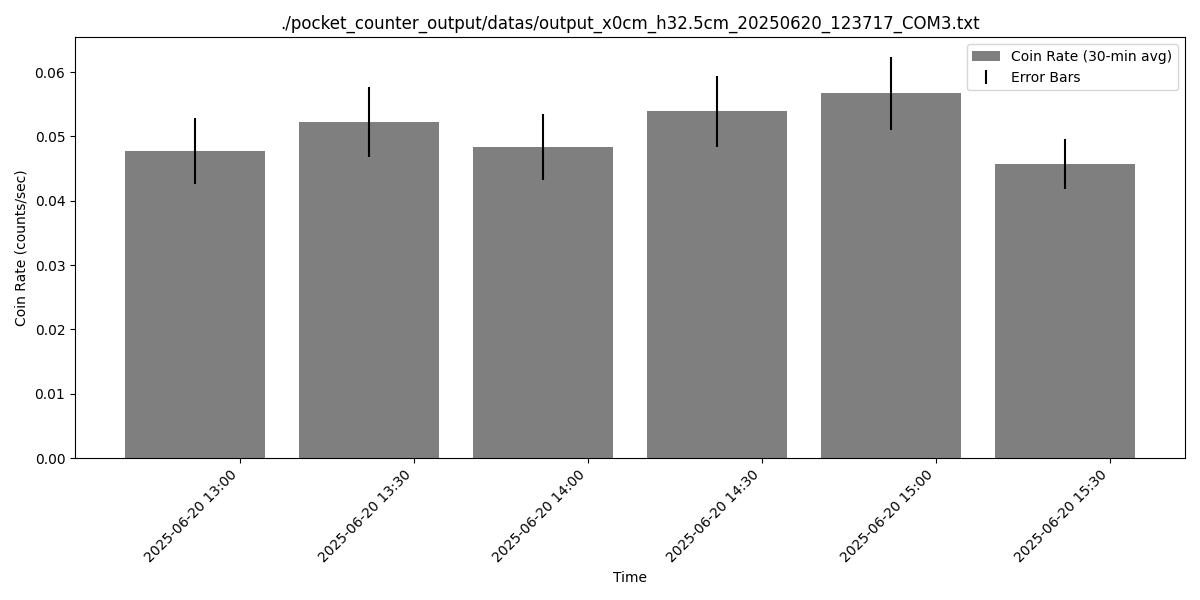 ./pocket_counter_output/datas/output_x0cm_h32.5cm_20250620_123717_COM3.txt
Coin Rate (30-min avg)
Error Bars
Coin Rate (counts/sec)
0.06
0.05
0.04
0.03
0.02
0.01
0.00
2025-06-20 13:00
2025-06-20 13:30
2025-06-20 14:00
2025-06-20 14:30
2025-06-20 15:00
2025-06-20 15:30
Time